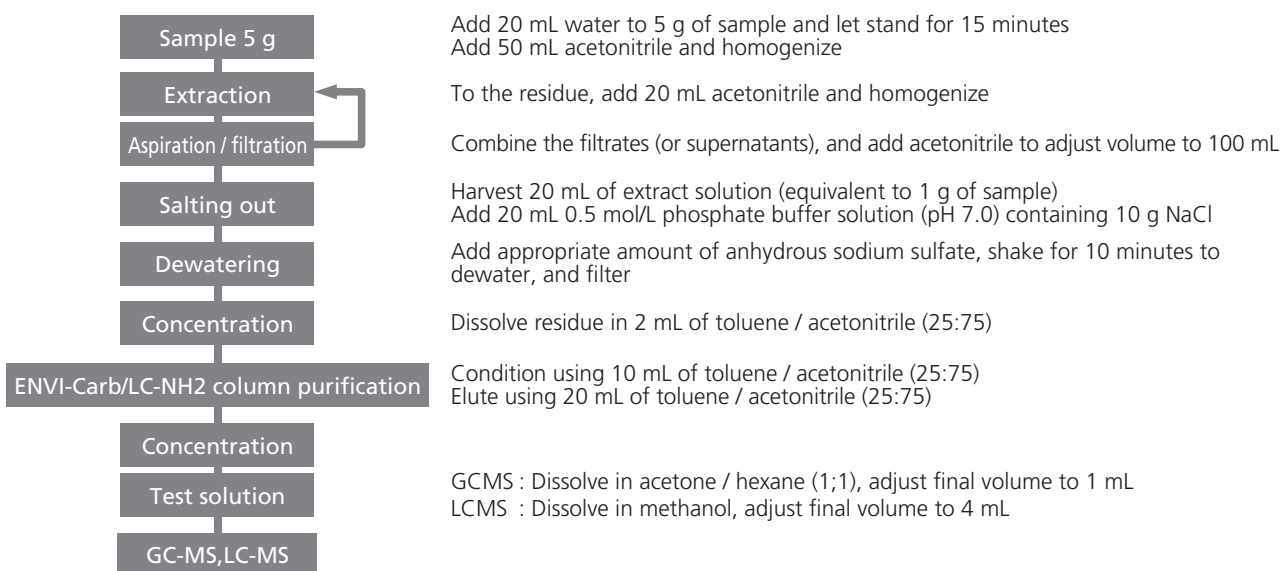 Sample 5 g
Add 20 mL water to 5 g of sample and let stand for 15 minutes
Add 50 mL acetonitrile and homogenize
Extraction
To the residue, add 20 mL acetonitrile and homogenize
Aspiration / filtration
Combine the filtrates (or supernatants), and add acetonitrile to adjust volume to 100 mL
Salting out
Harvest 20 mL of extract solution (equivalent to 1 g of sample)
Add 20 mL 0.5 mol/L phosphate buffer solution (pH 7.0) containing 10 g NaCl
Dewatering
Add appropriate amount of anhydrous sodium sulfate, shake for 10 minutes to
dewater, and filter
Concentration
Dissolve residue in 2 mL of toluene / acetonitrile (25:75)
ENVI-Carb/LC-NH2 column purification
Condition using 10 mL of toluene / acetonitrile (25:75)
Elute using 20 mL of toluene / acetonitrile (25:75)
Concentration
Test solution
GCMS : Dissolve in acetone / hexane (1;1), adjust final volume to 1 mL
LCMS : Dissolve in methanol, adjust final volume to 4 mL
GC-MS,LC-MS